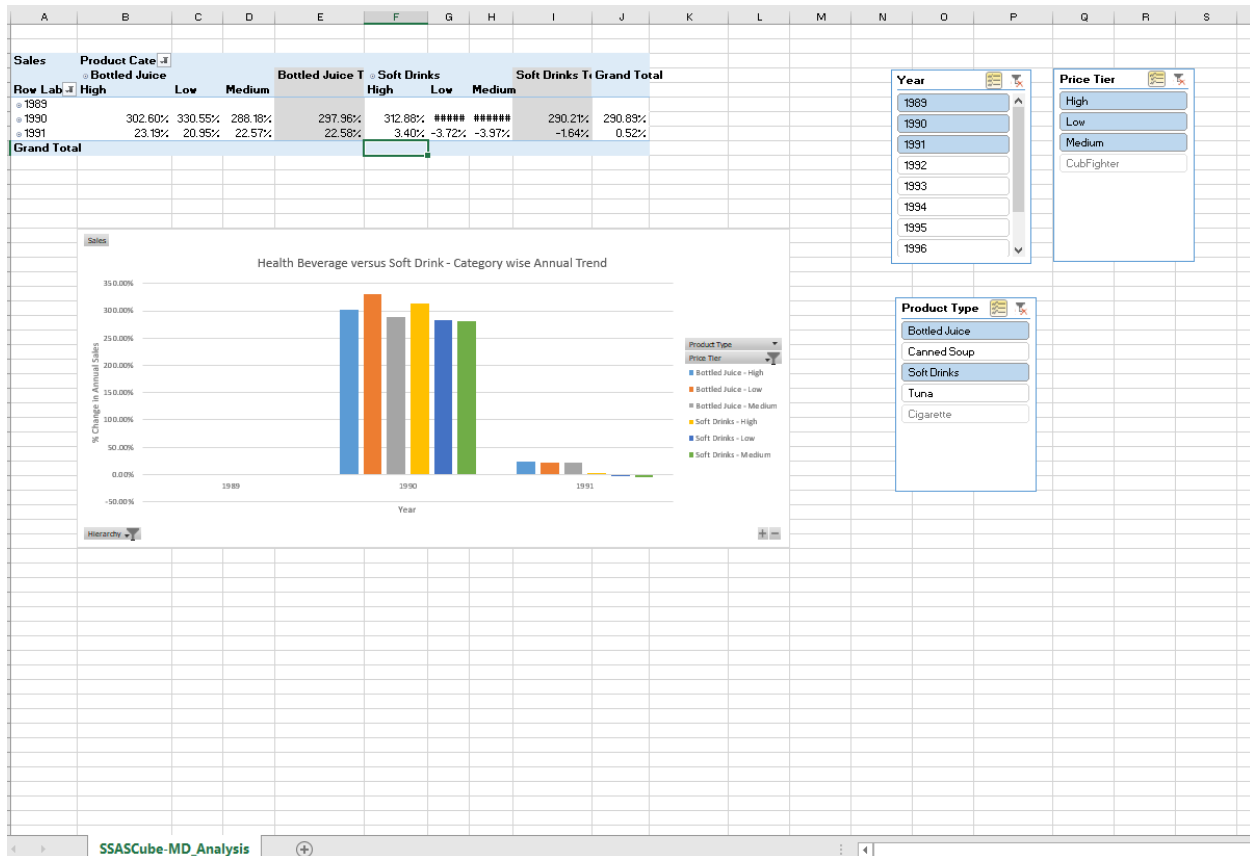 A B C D E F G H I J K L M N O P Q R S
Sales Product Cate
Bottled Juice Bottled Juice T Soft Drinks Soft Drinks T Grand Total
Row Lab High Low Medium High Low Medium
1989
1990 302.60% 330.55% 288.18% 297.96% 312.88% ##### ###### 290.21% 290.89%
1991 23.19% 20.95% 22.57% 22.58% 3.40% -3.72% -3.97% -1.64% 0.52%
Grand Total
Year
1989
1990
1991
1992
1993
1994
1995
1996
Price Tier
High
Low
Medium
CubFighter
Sales
Health Beverage versus Soft Drink - Category wise Annual Trend
350.00%
300.00%
250.00%
200.00%
150.00%
100.00%
50.00%
0.00%
-50.00%
% Change in Annual Sales
1989 1990 1991
Year
Product Type
Price Tier
Bottled Juice - High
Bottled Juice - Low
Bottled Juice - Medium
Soft Drinks - High
Soft Drinks - Low
Soft Drinks - Medium
Hierarchy
Product Type
Bottled Juice
Canned Soup
Soft Drinks
Tuna
Cigarette
SSASCube-MD_Analysis